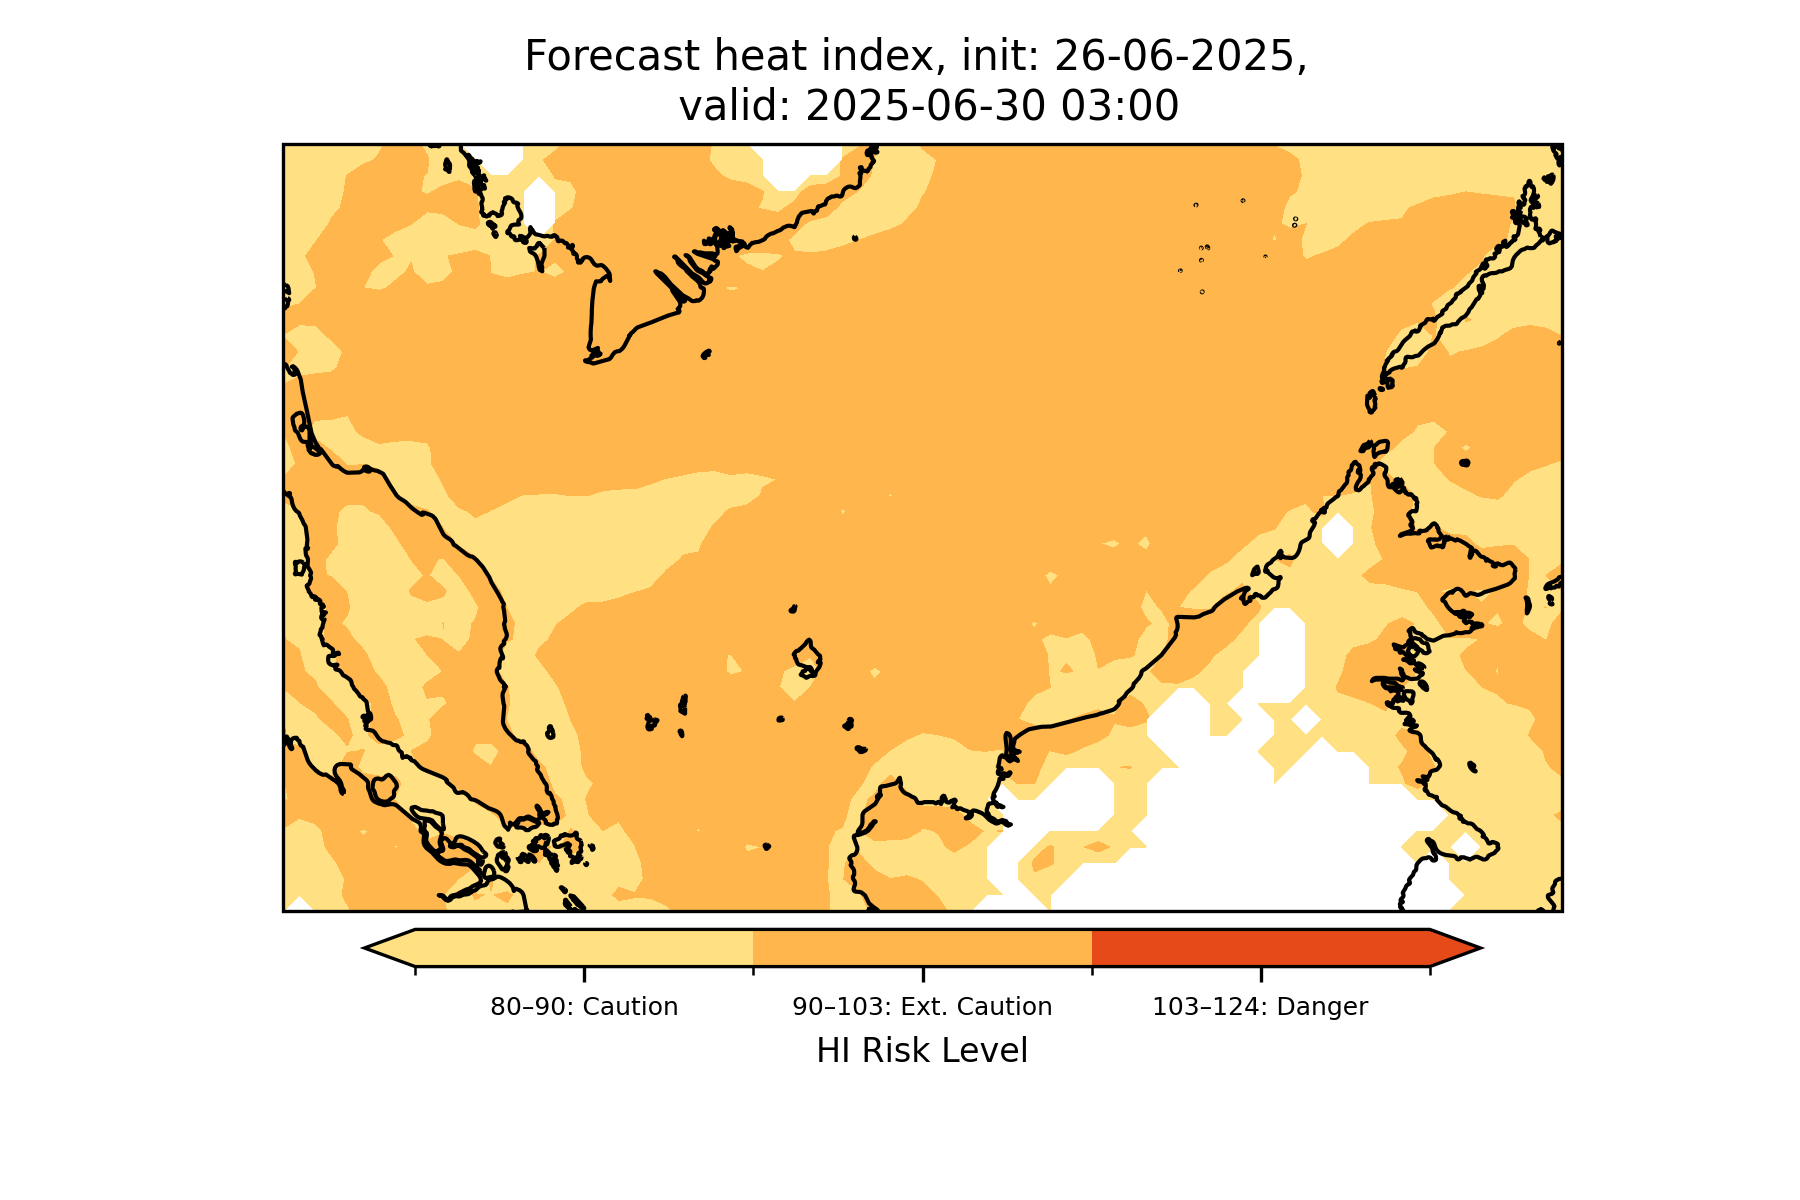 Forecast heat index, init: 26-06-2025,
valid: 2025-06-30 03:00
80–90: Caution
90–103: Ext. Caution
103–124: Danger
HI Risk Level